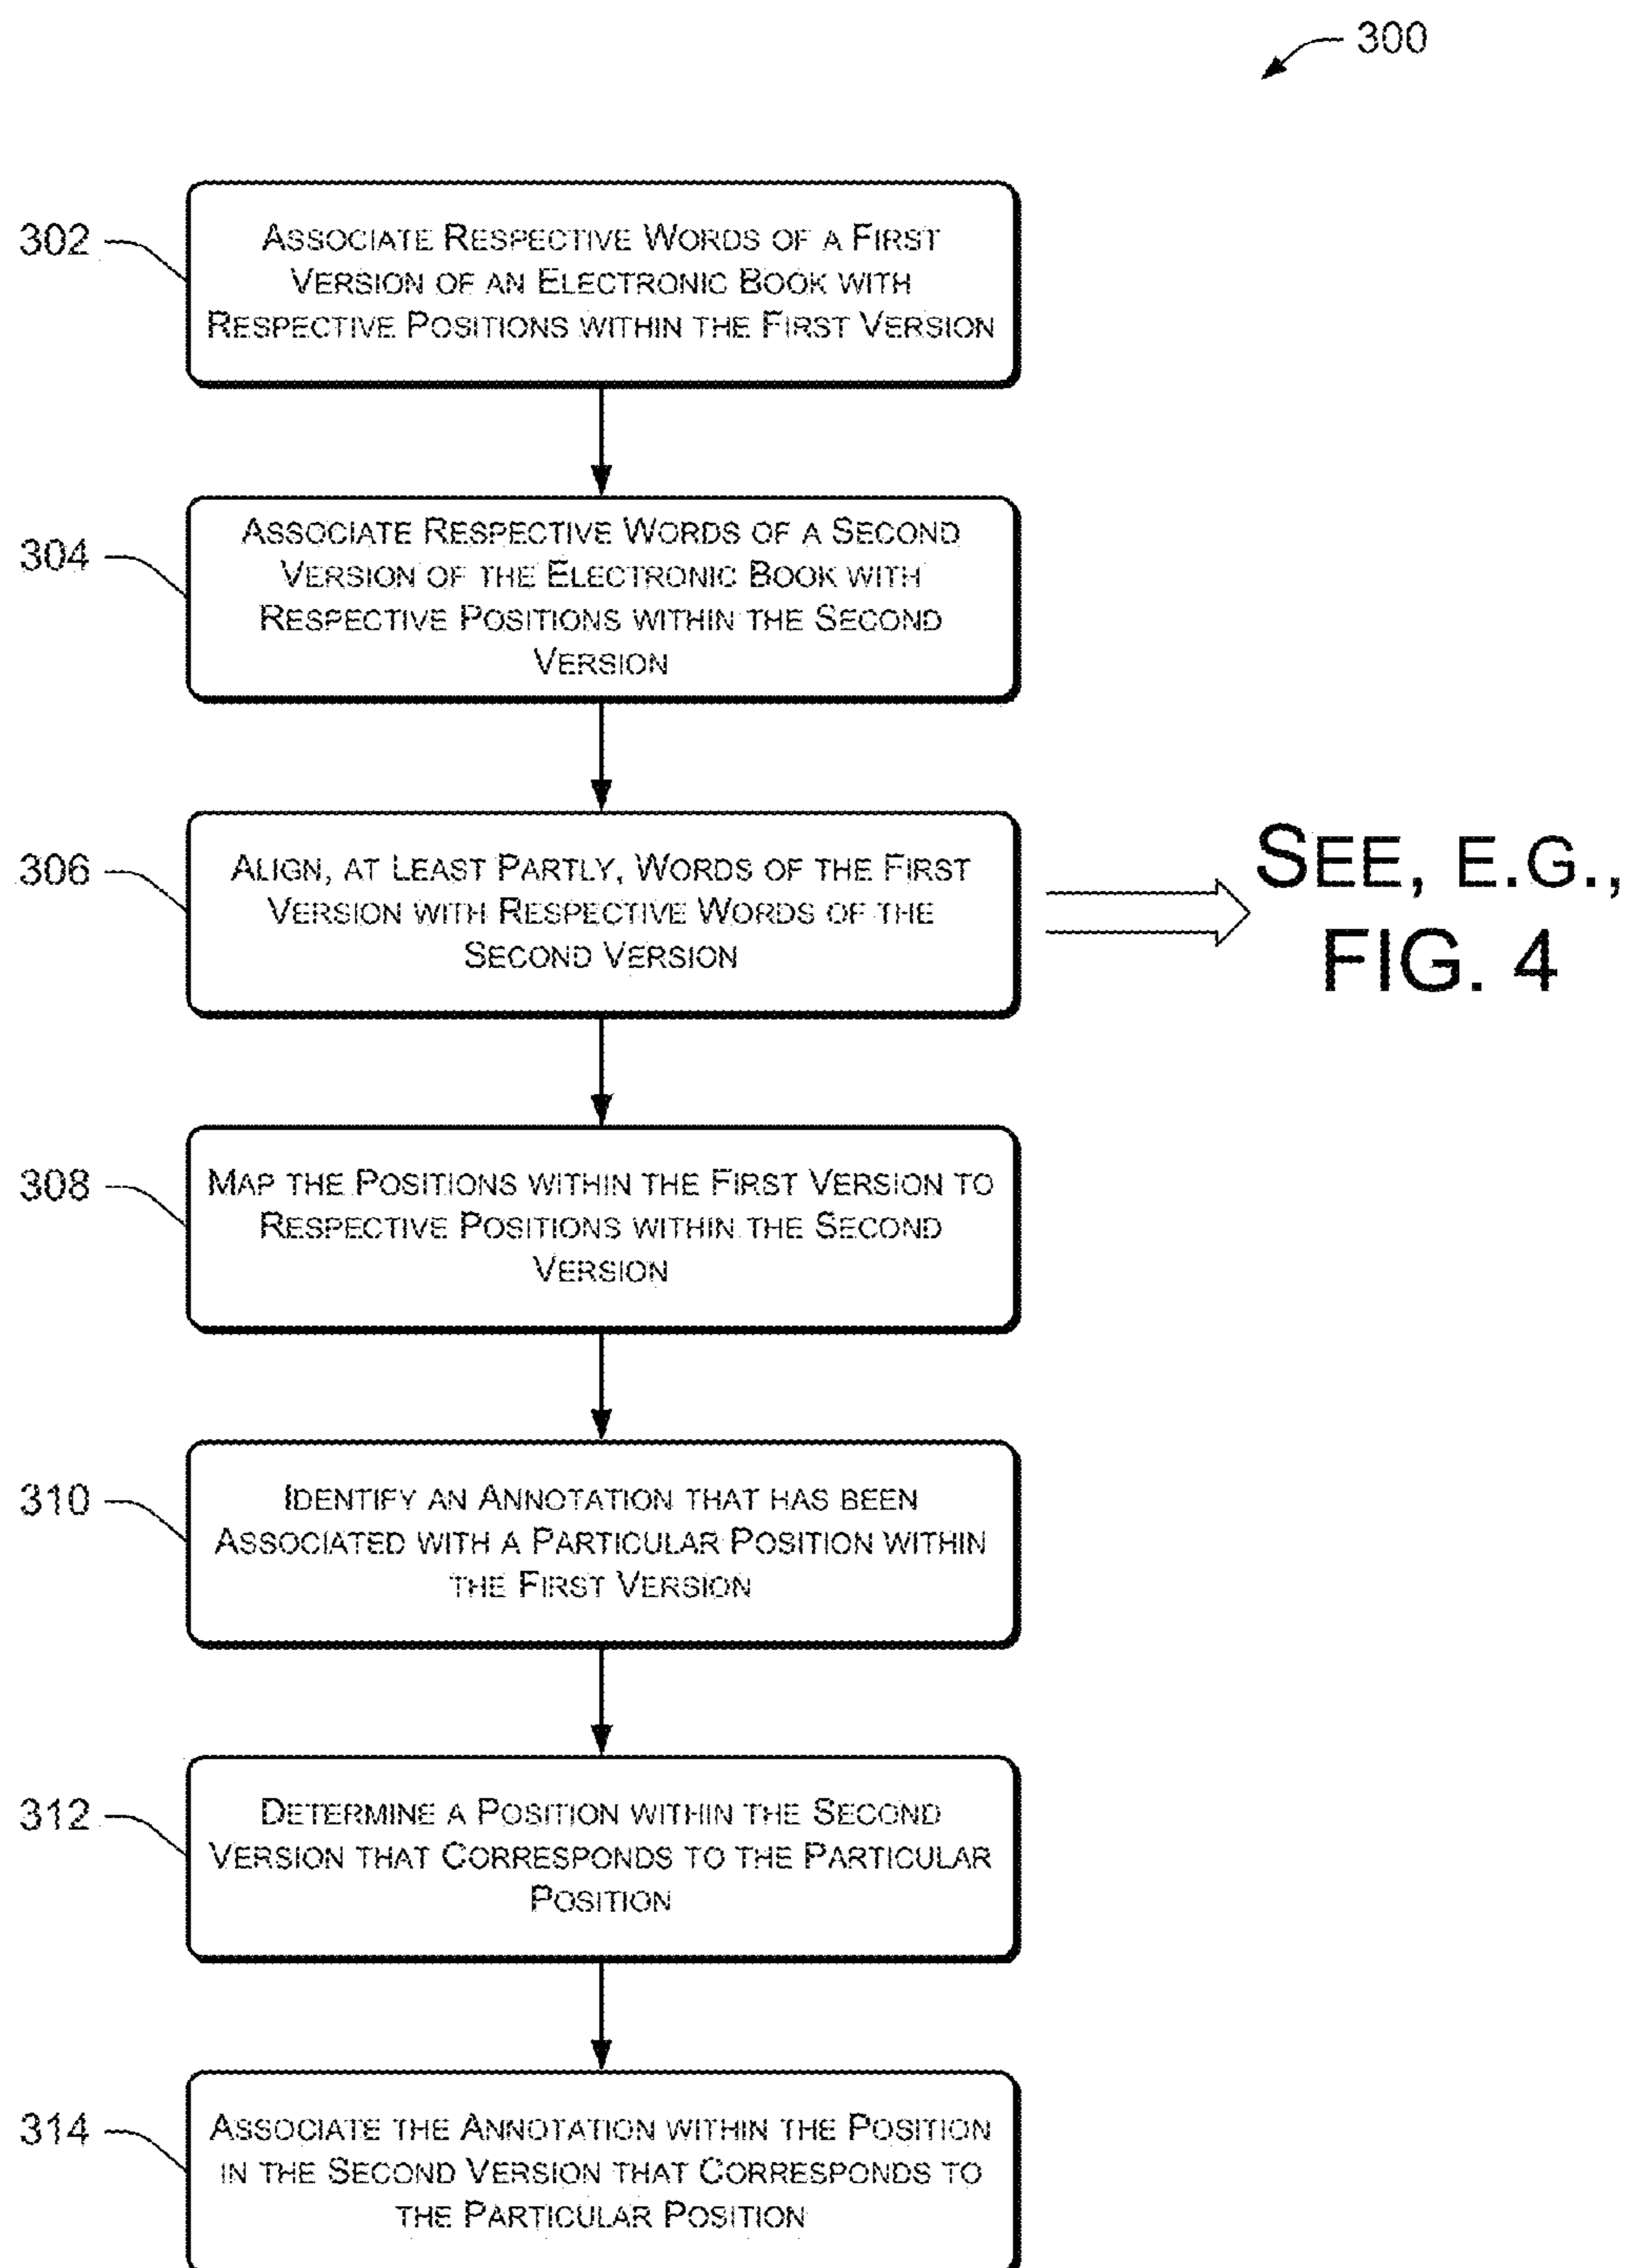 300
302
ASSOCIATE RESPECTIVE WORDS OF A FIRST
VERSION OF AN ELECTRONIC BOOK WITH
RESPECTIVE POSITIONS WITHIN THE FIRST VERSION
304
ASSOCIATE RESPECTIVE WORDS OF A SECOND
VERSION OF THE ELECTRONIC BOOK WITH
RESPECTIVE POSITIONS WITHIN THE SECOND
VERSION
306
ALIGN, AT LEAST PARTLY, WORDS OF THE FIRST
VERSION WITH RESPECTIVE WORDS OF THE
SECOND VERSION
SEE, E.G.,
FIG. 4
308
MAP THE POSITIONS WITHIN THE FIRST VERSION TO
RESPECTIVE POSITIONS WITHIN THE SECOND
VERSION
310
IDENTIFY AN ANNOTATION THAT HAS BEEN
ASSOCIATED WITH A PARTICULAR POSITION WITHIN
THE FIRST VERSION
312
DETERMINE A POSITION WITHIN THE SECOND
VERSION THAT CORRESPONDS TO THE PARTICULAR
POSITION
314
ASSOCIATE THE ANNOTATION WITHIN THE POSITION
IN THE SECOND VERSION THAT CORRESPONDS TO
THE PARTICULAR POSITION